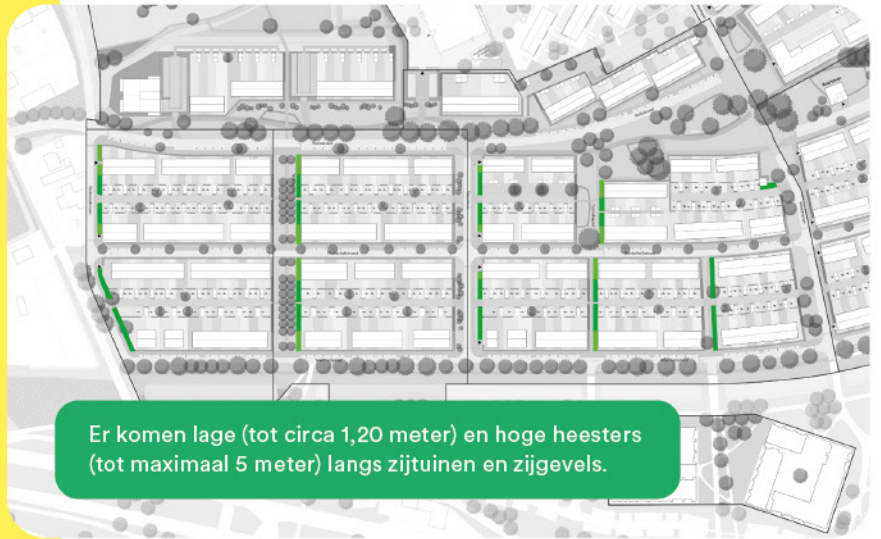 Er komen lage (tot circa 1,20 meter) en hoge heesters
(tot maximaal 5 meter) langs zijtuinen en zijgevels.